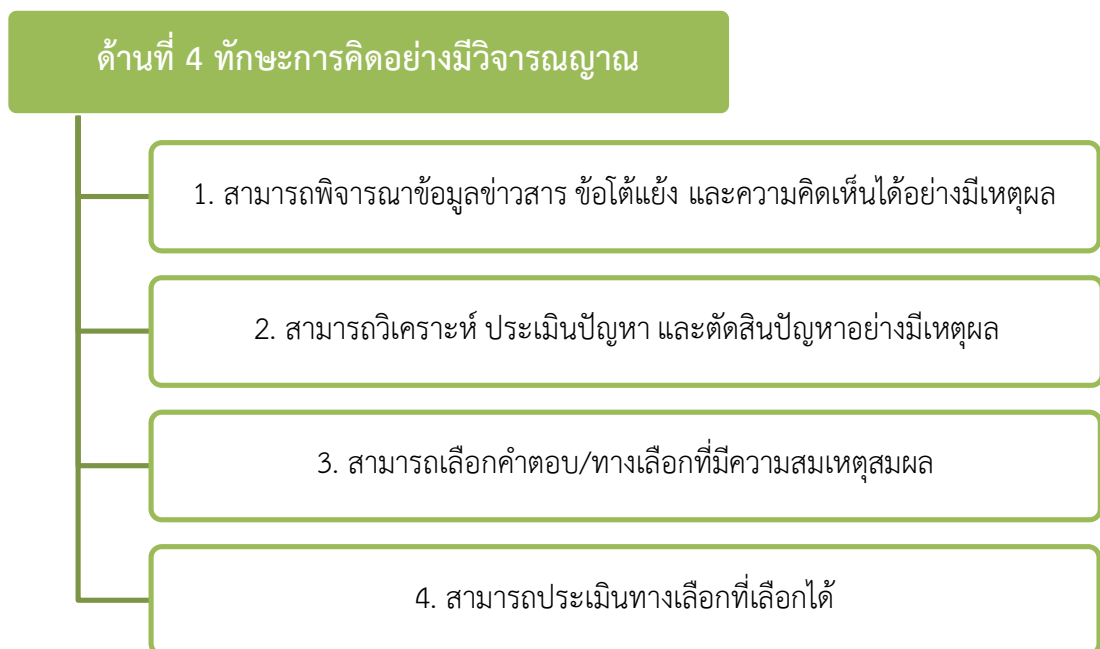 ด้านที่ 4 ทักษะการคิดอย่างมีวิจารณญาณ
1. สามารถพิจารณาข้อมูลข่าวสาร ข้อโต้แย้ง และความคิดเห็นได้อย่างมีเหตุผล
2. สามารถวิเคราะห์ ประเมินปัญหา และตัดสินปัญหาอย่างมีเหตุผล
3. สามารถเลือกคำตอบ/ทางเลือกที่มีความสมเหตุสมผล
4. สามารถประเมินทางเลือกที่เลือกได้